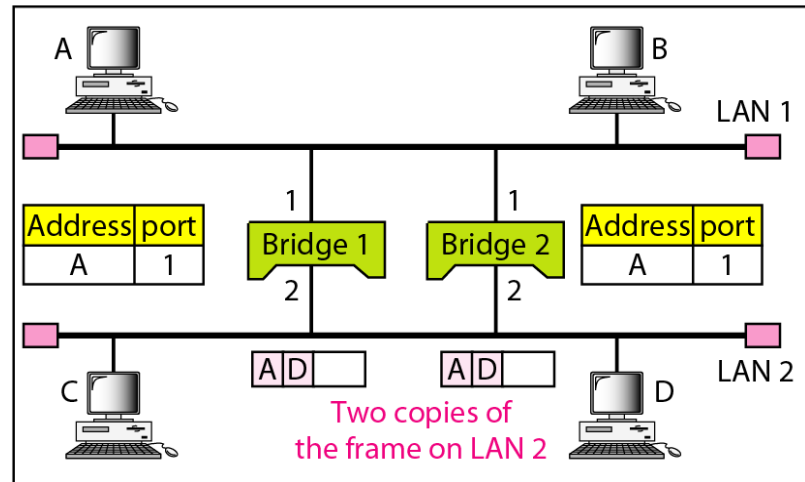 A
B
LAN 1
1
1
Address port
A 1
Bridge 1
Bridge 2
Address port
A 1
2
2
A D
A D
LAN 2
C
D
Two copies of
the frame on LAN 2